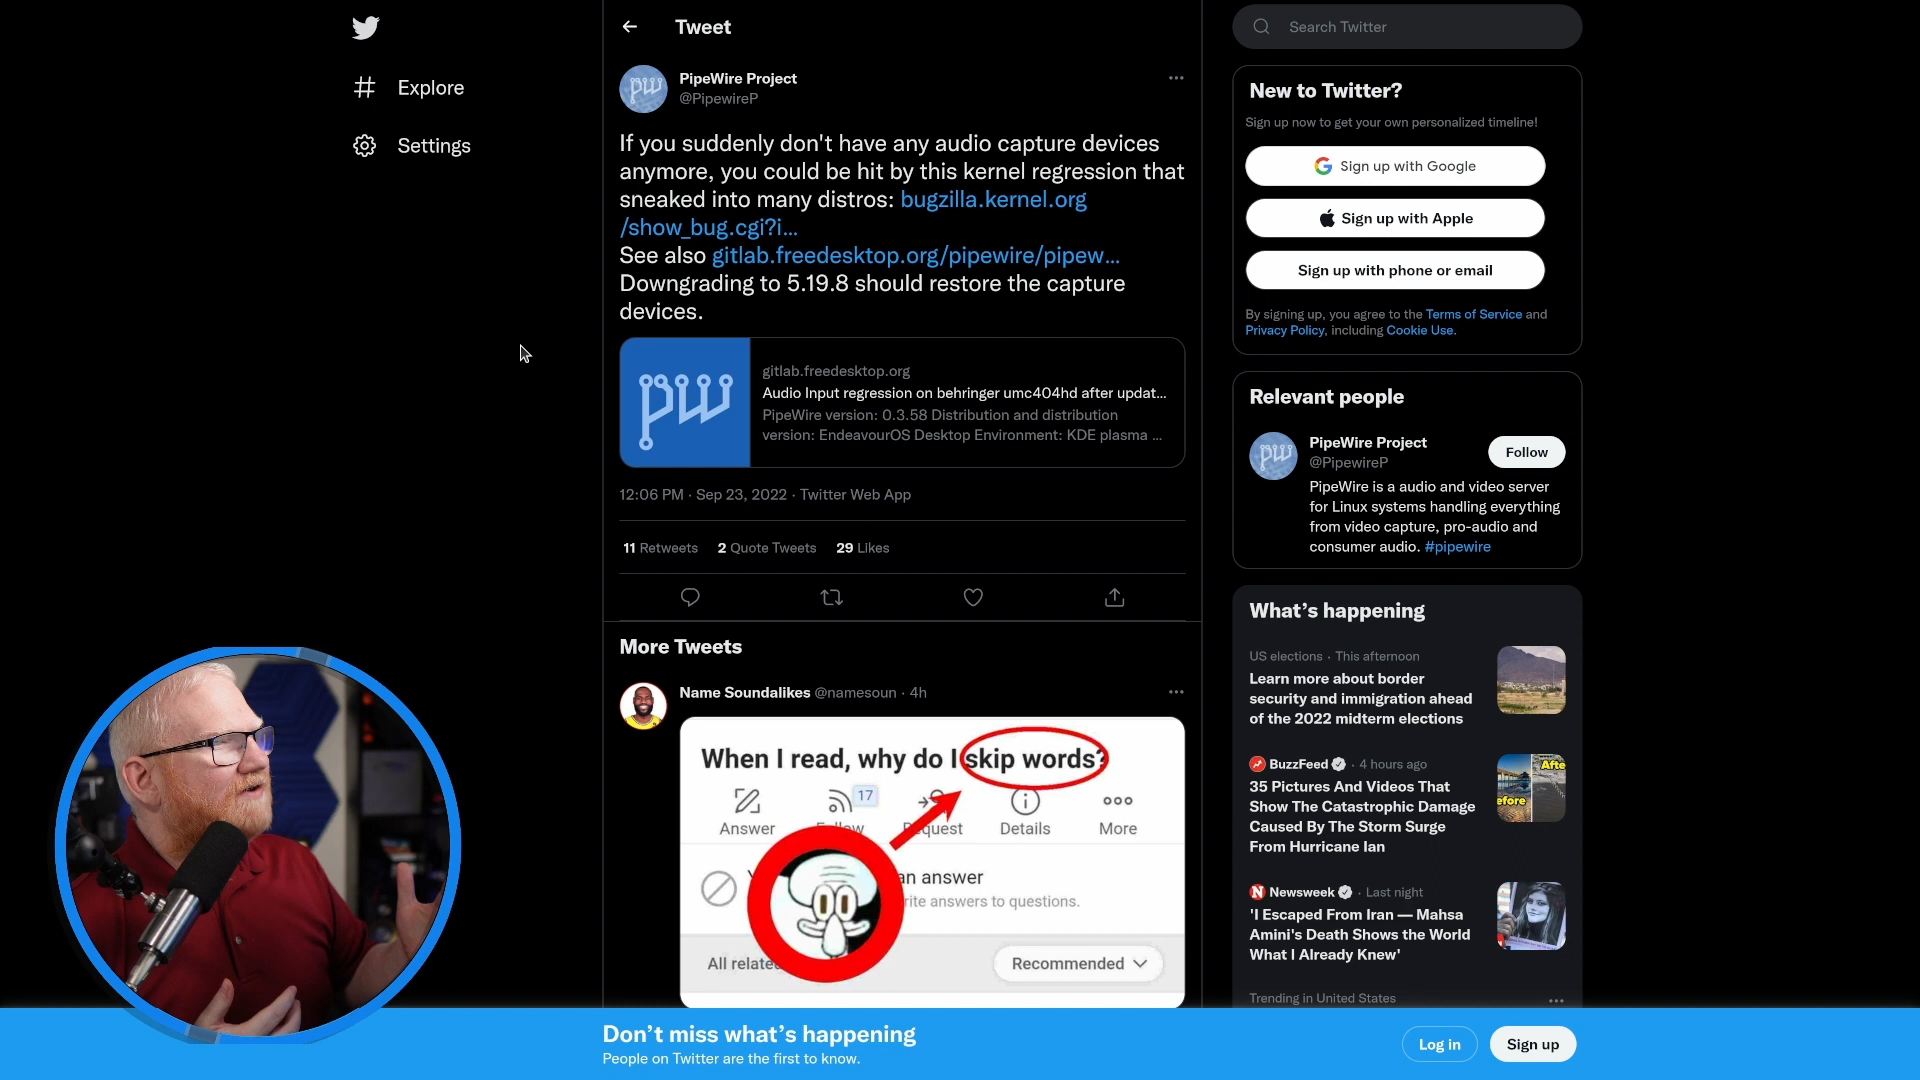 Explore
Settings
Tweet
PipeWire Project
@PipewireP
If you suddenly don't have any audio capture devices
anymore, you could be hit by this kernel regression that
sneaked into many distros: bugzilla.kernel.org
/show_bug.cgi?i...
See also gitlab.freedesktop.org/pipewire/pipew...
Downgrading to 5.19.8 should restore the capture
devices.
pw
gitlab.freedesktop.org
Audio Input regression on behringer umc404hd after updat...
PipeWire version: 0.3.58 Distribution and distribution
version: EndeavourOS Desktop Environment: KDE plasma ...
12:06 PM · Sep 23, 2022 · Twitter Web App
11 Retweets 2 Quote Tweets 29 Likes
More Tweets
Name Soundalikes @namesoun · 4h
When I read, why do I skip words?
17
Answer Follow Request Details More
an answer
rite answers to questions.
All related Recommended
Search Twitter
New to Twitter?
Sign up now to get your own personalized timeline!
Sign up with Google
Sign up with Apple
Sign up with phone or email
By signing up, you agree to the Terms of Service and
Privacy Policy, including Cookie Use.
Relevant people
PipeWire Project
@PipewireP
Follow
PipeWire is a audio and video server
for Linux systems handling everything
from video capture, pro-audio and
consumer audio. #pipewire
What's happening
US elections · This afternoon
Learn more about border
security and immigration ahead
of the 2022 midterm elections
BuzzFeed · 4 hours ago
35 Pictures And Videos That
Show The Catastrophic Damage
Caused By The Storm Surge
From Hurricane Ian
Afte
efore
Newsweek · Last night
'I Escaped From Iran — Mahsa
Amini's Death Shows the World
What I Already Knew'
Trending in United States
Don't miss what's happening
People on Twitter are the first to know.
Log in
Sign up